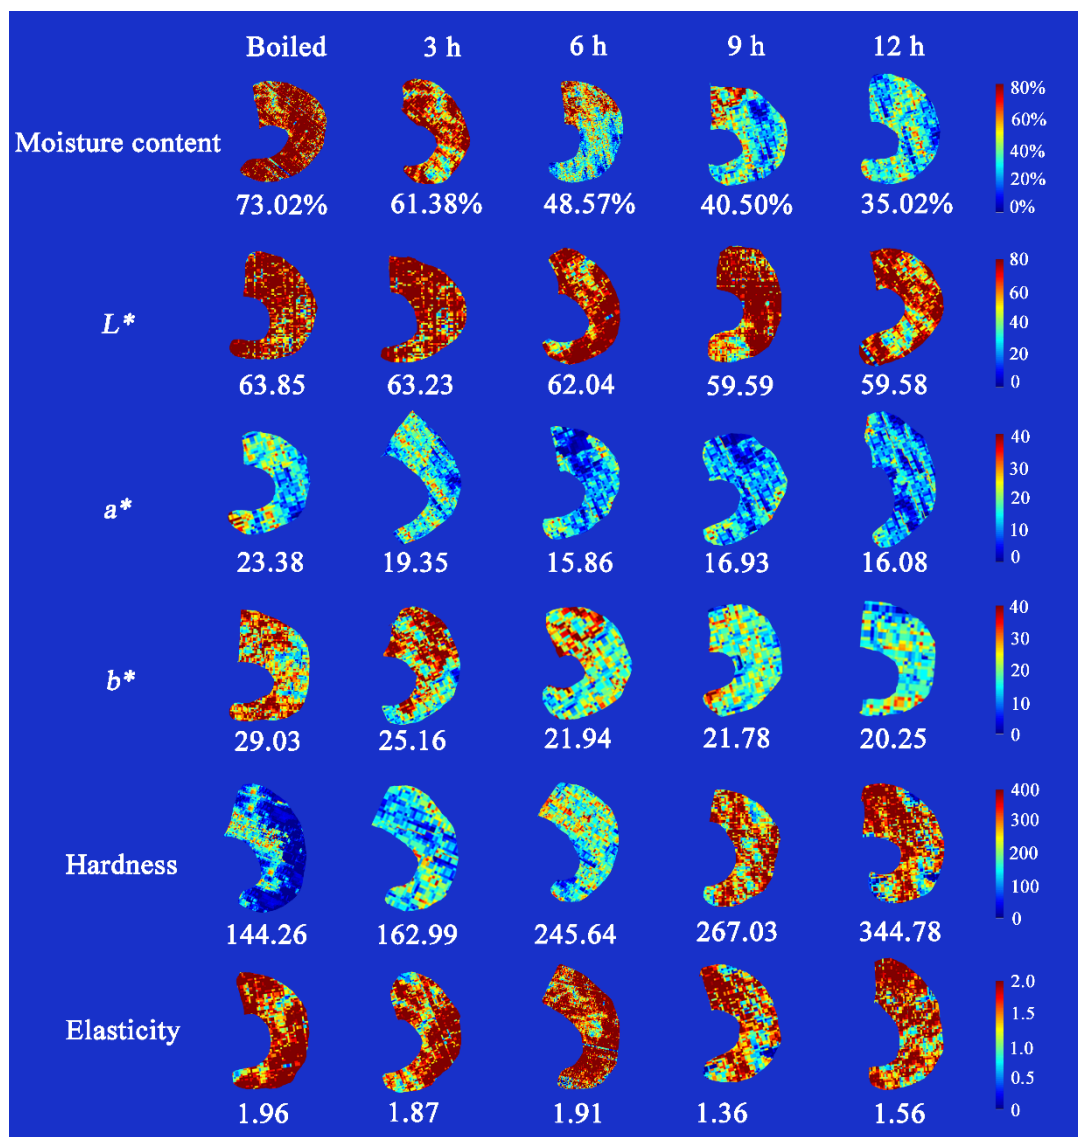 Boiled 3 h 6 h 9 h 12 h
Moisture content
80%
60%
40%
20%
0%
73.02% 61.38% 48.57% 40.50% 35.02%
L*
80
60
40
20
0
63.85 63.23 62.04 59.59 59.58
a*
40
30
20
10
0
23.38 19.35 15.86 16.93 16.08
b*
40
30
20
10
0
29.03 25.16 21.94 21.78 20.25
Hardness
400
300
200
100
0
144.26 162.99 245.64 267.03 344.78
Elasticity
2.0
1.5
1.0
0.5
0
1.96 1.87 1.91 1.36 1.56